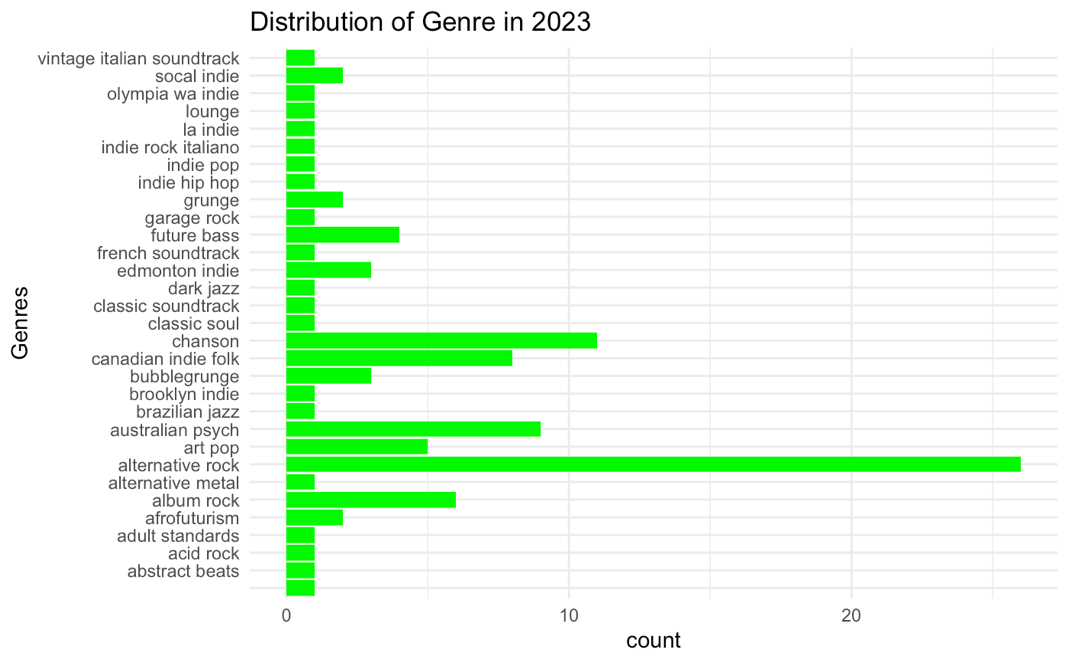 Distribution of Genre in 2023
Genres
vintage italian soundtrack
socal indie
olympia wa indie
lounge
la indie
indie rock italiano
indie pop
indie hip hop
grunge
garage rock
future bass
french soundtrack
edmonton indie
dark jazz
classic soundtrack
classic soul
chanson
canadian indie folk
bubblegrunge
brooklyn indie
brazilian jazz
australian psych
art pop
alternative rock
alternative metal
album rock
afrofuturism
adult standards
acid rock
abstract beats
0 10 20
count